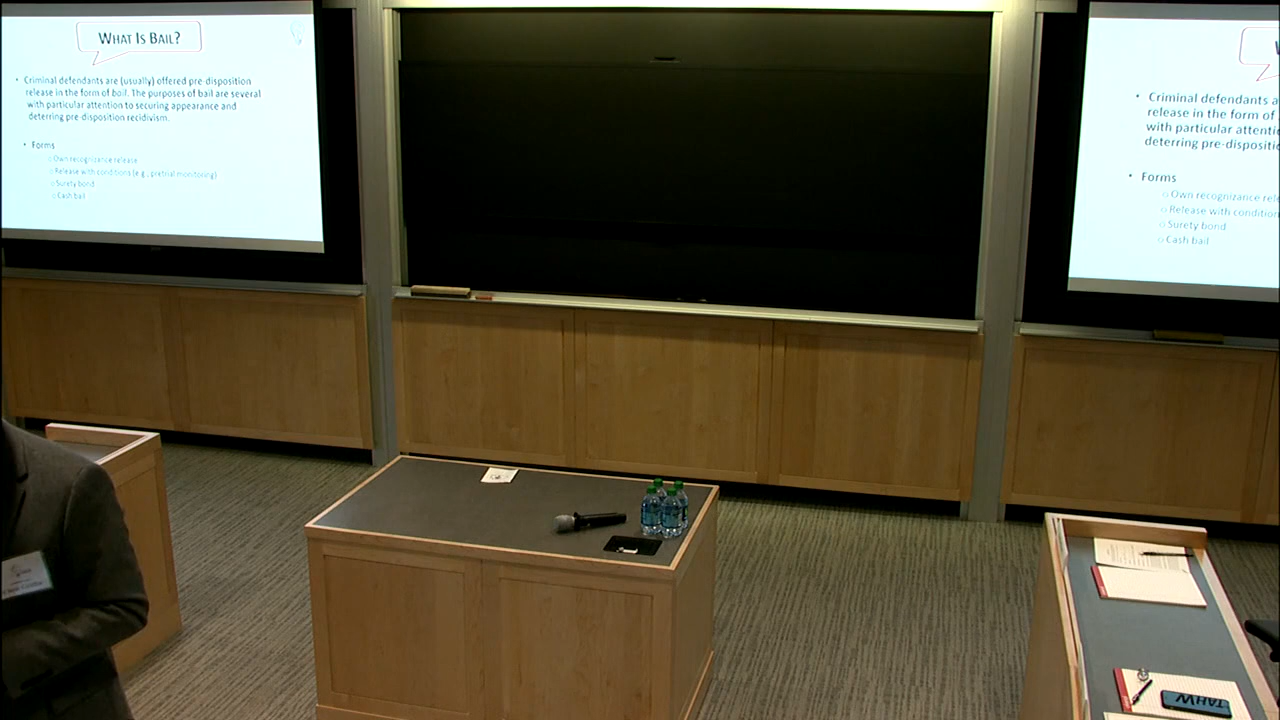 WHAT IS BAIL?
• Criminal defendants are (usually) offered pre-disposition
release in the form of bail. The purposes of bail are several
with particular attention to securing appearance and
deterring pre-disposition recidivism.
• Forms
○ Own recognizance release
○ Release with conditions (e.g., pretrial monitoring)
○ Surety bond
○ Cash bail
• Criminal defendants a
release in the form of
with particular attenti
deterring pre-dispositi
• Forms
○ Own recognizance rele
○ Release with condition
○ Surety bond
○ Cash bail
WHAT